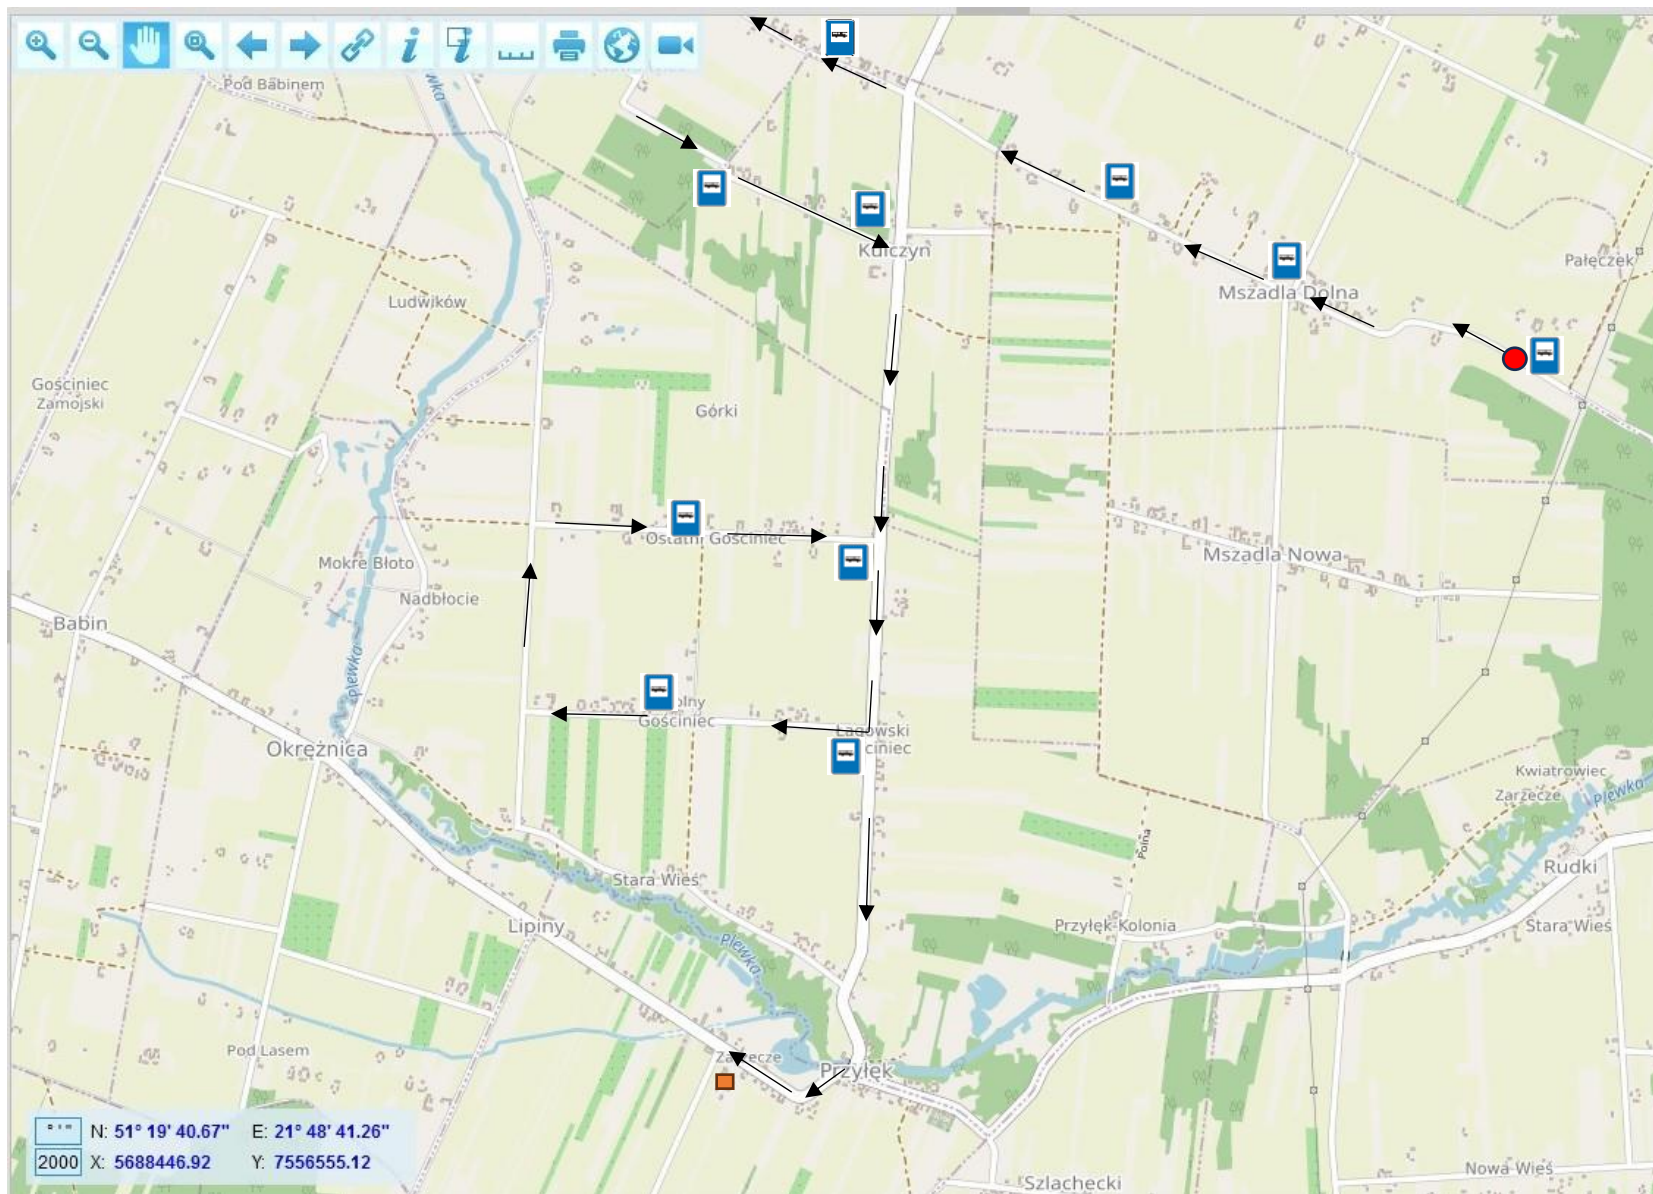 Pod Babinem
Pałęczek
Kulczyn
Mszadla Dolna
Ludwików
Gościniec
Zamojski
Górki
Ostatni Gościniec
Mszadla Nowa
Mokre Błoto
Nadbłocie
Babin
Plewka
Gościniec
Łagowski
ciniec
Okrężnica
Kwiatrowiec
Zarzecze
Plewka
Polna
Rudki
Stara Wieś
Lipiny
Przyłęk-Kolonia
Stara Wieś
Plewka
Pod Lasem
Przyłęk
N: 51° 19' 40.67" E: 21° 48' 41.26"
2000 X: 5688446.92 Y: 7556555.12
Szlachecki
Nowa Wieś